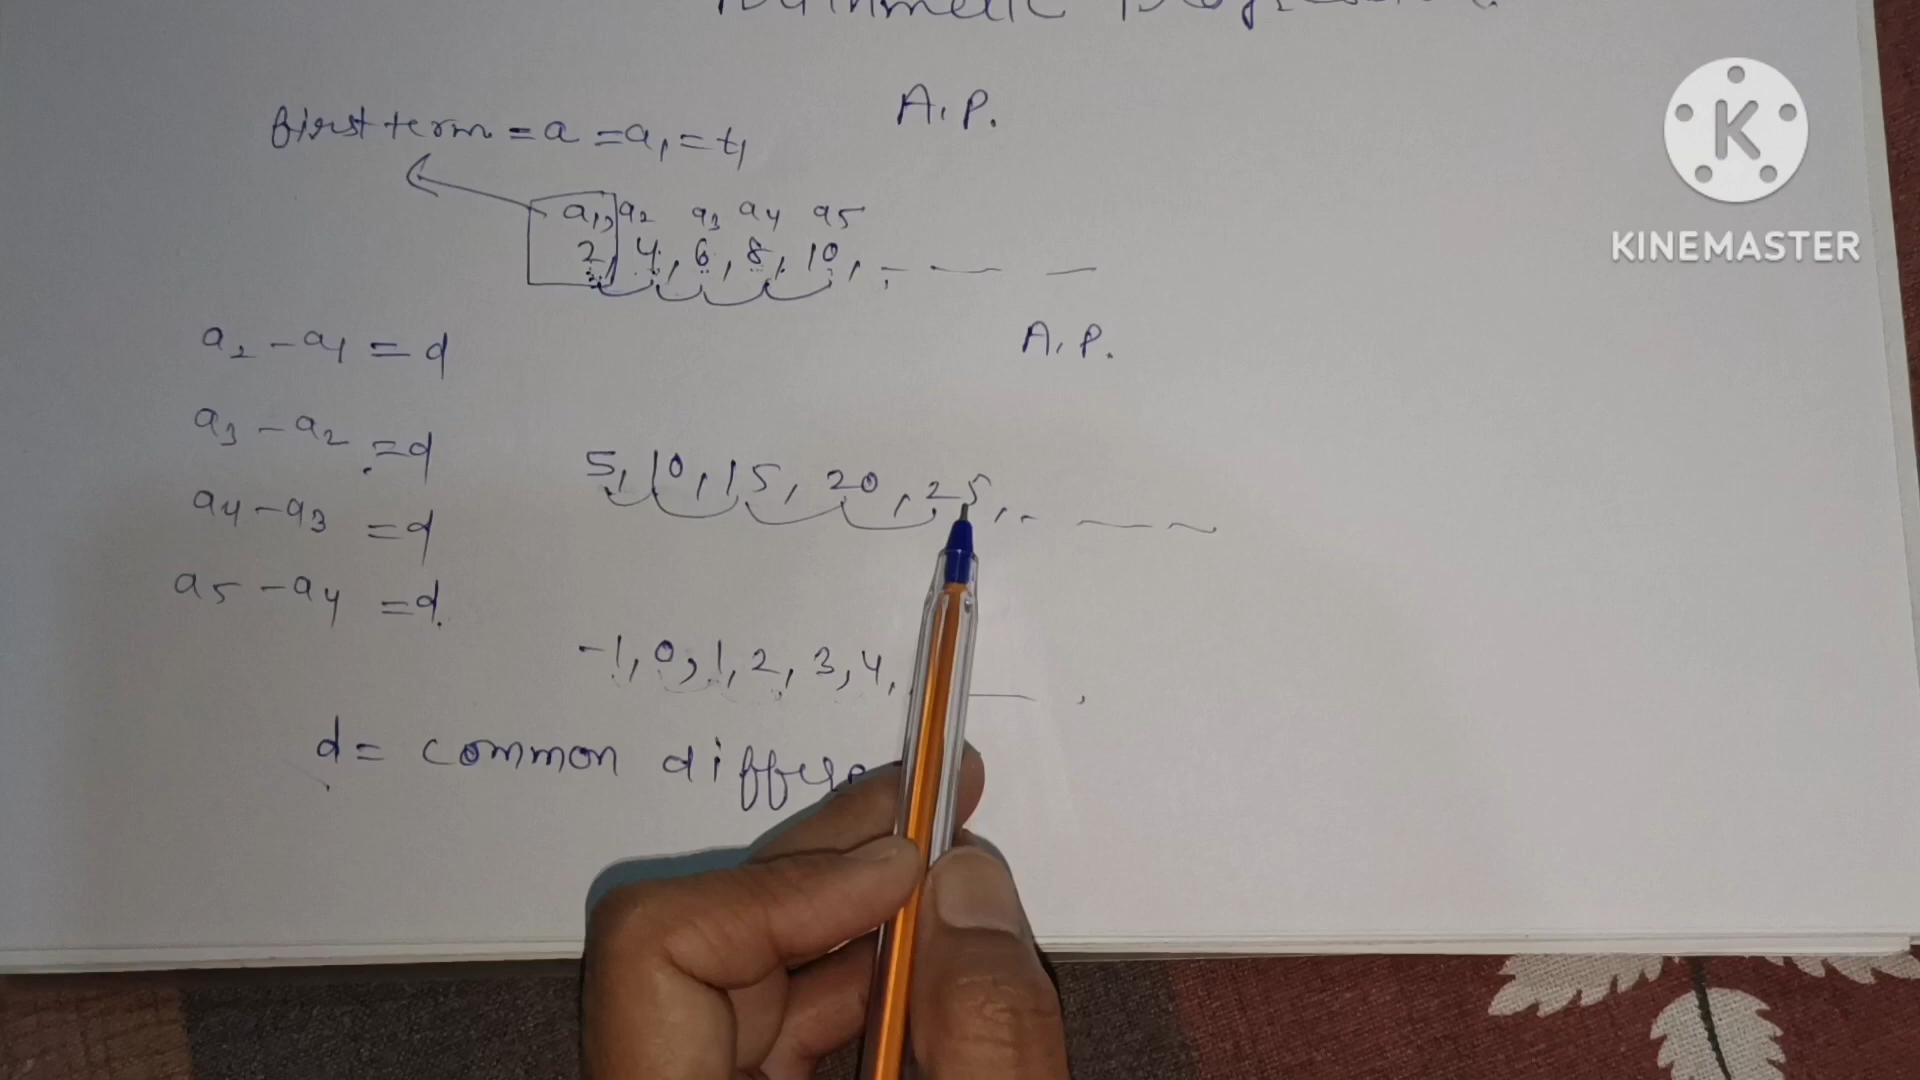 A.P.
first term = a = a1 = t1
a1, a2 a3 a4 a5
2, 4, 6, 8, 10,
a2 - a1 = d
A.P.
a3 - a2 = d
5, 10, 15, 20, 25,
a4 - a3 = d
a5 - a4 = d.
-1, 0, 1, 2, 3, 4,
d = common differe
K
KINEMASTER